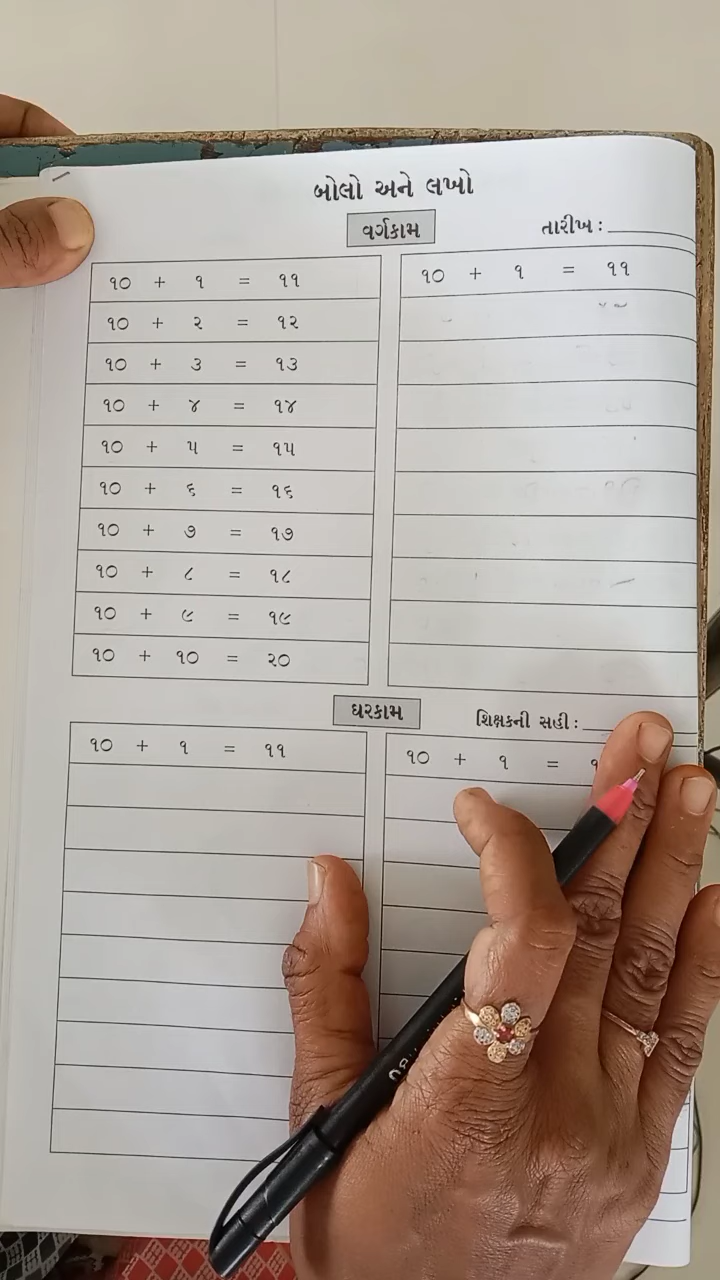 બોલો અને લખો
વર્ગકામ
તારીખ :
૧૦ + ૧ = ૧૧
૧૦ + ૨ = ૧૨
૧૦ + ૩ = ૧૩
૧૦ + ૪ = ૧૪
૧૦ + ૫ = ૧૫
૧૦ + ૬ = ૧૬
૧૦ + ૭ = ૧૭
૧૦ + ૮ = ૧૮
૧૦ + ૯ = ૧૯
૧૦ + ૧૦ = ૨૦
૧૦ + ૧ = ૧૧
ઘરકામ
શિક્ષકની સહી :
૧૦ + ૧ = ૧૧
૧૦ + ૧ = ૧